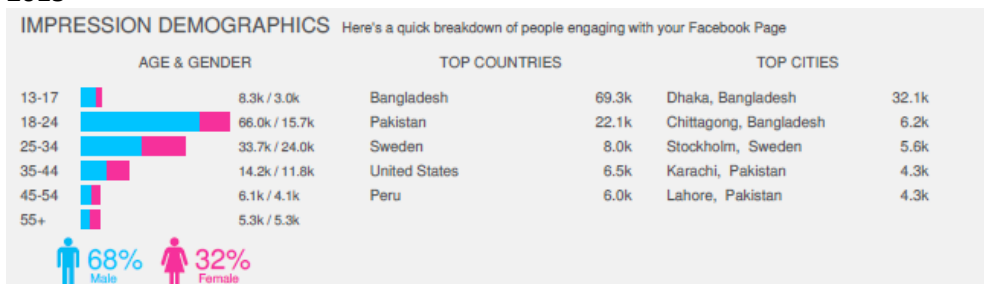 IMPRESSION DEMOGRAPHICS Here's a quick breakdown of people engaging with your Facebook Page
AGE & GENDER TOP COUNTRIES TOP CITIES
13-17 8.3k / 3.0k Bangladesh 69.3k Dhaka, Bangladesh 32.1k
18-24 66.0k / 15.7k Pakistan 22.1k Chittagong, Bangladesh 6.2k
25-34 33.7k / 24.0k Sweden 8.0k Stockholm, Sweden 5.6k
35-44 14.2k / 11.8k United States 6.5k Karachi, Pakistan 4.3k
45-54 6.1k / 4.1k Peru 6.0k Lahore, Pakistan 4.3k
55+ 5.3k / 5.3k
68% 32%
Male Female